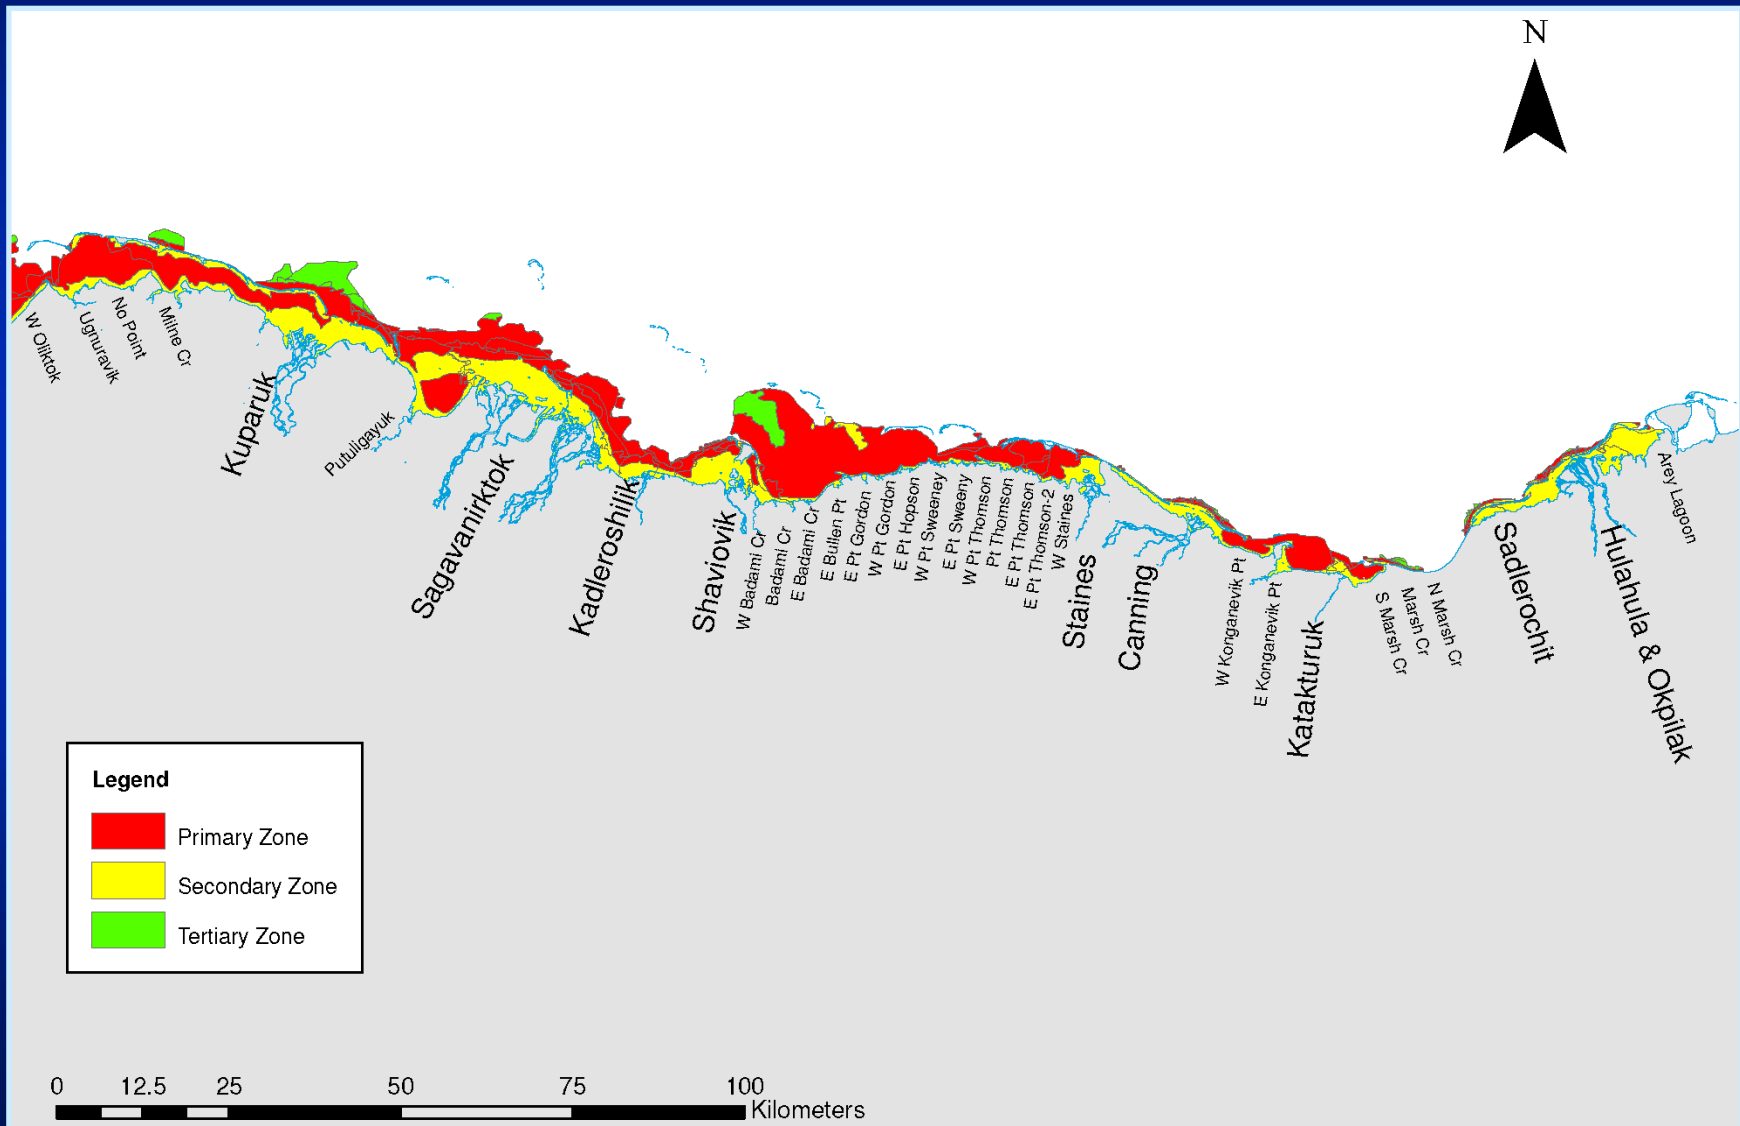 N
W Oliktok
Ugnuravik
No Point
Milne Cr
Kuparuk
Putuligayuk
Sagavanirktok
Kadleroshilik
Shaviovik
W Badami Cr
Badami Cr
E Badami Cr
E Bullen Pt
E Pt Gordon
W Pt Gordon
E Pt Hopson
W Pt Sweeney
E Pt Sweeny
W Pt Thomson
Pt Thomson
E Pt Thomson
E Pt Thomson-2
W Staines
Staines
Canning
W Konganevik Pt
E Konganevik Pt
Katakturuk
S Marsh Cr
Marsh Cr
N Marsh Cr
Sadlerochit
Hulahula & Okpilak
Arey Lagoon
Legend
Primary Zone
Secondary Zone
Tertiary Zone
0 12.5 25 50 75 100
Kilometers